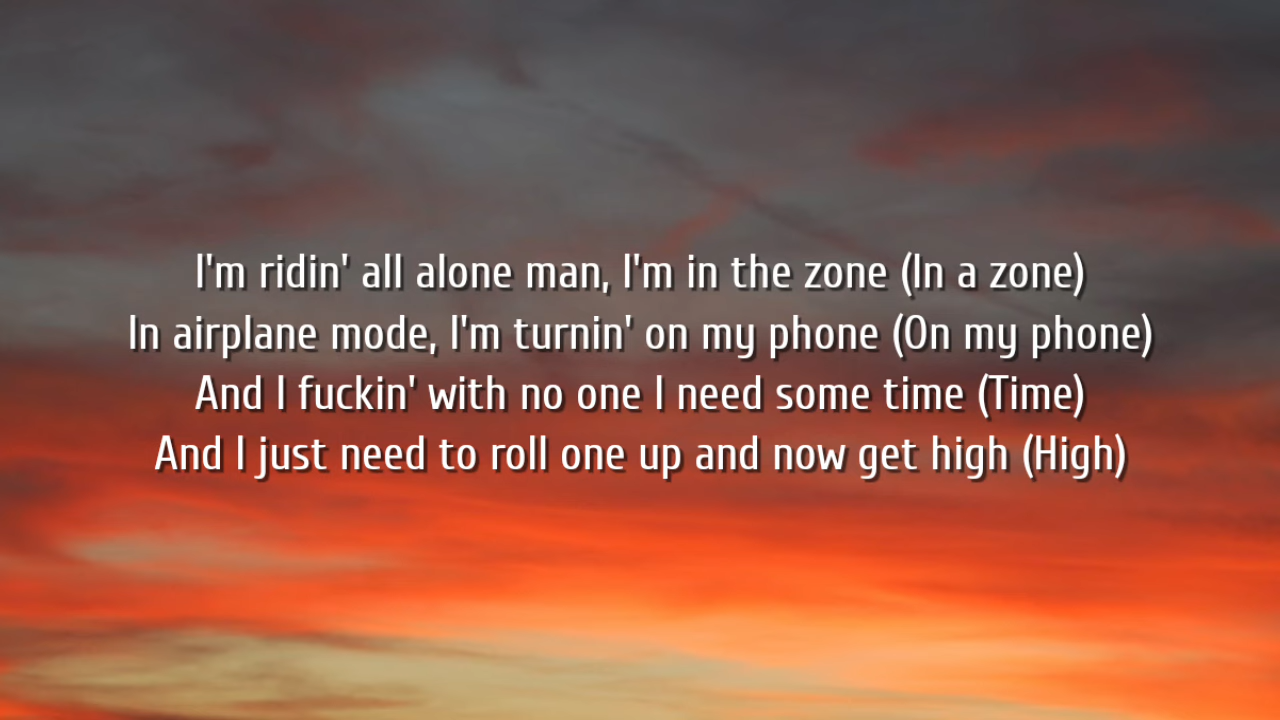 I'm ridin' all alone man, I'm in the zone (In a zone)
In airplane mode, I'm turnin' on my phone (On my phone)
And I fuckin' with no one I need some time (Time)
And I just need to roll one up and now get high (High)